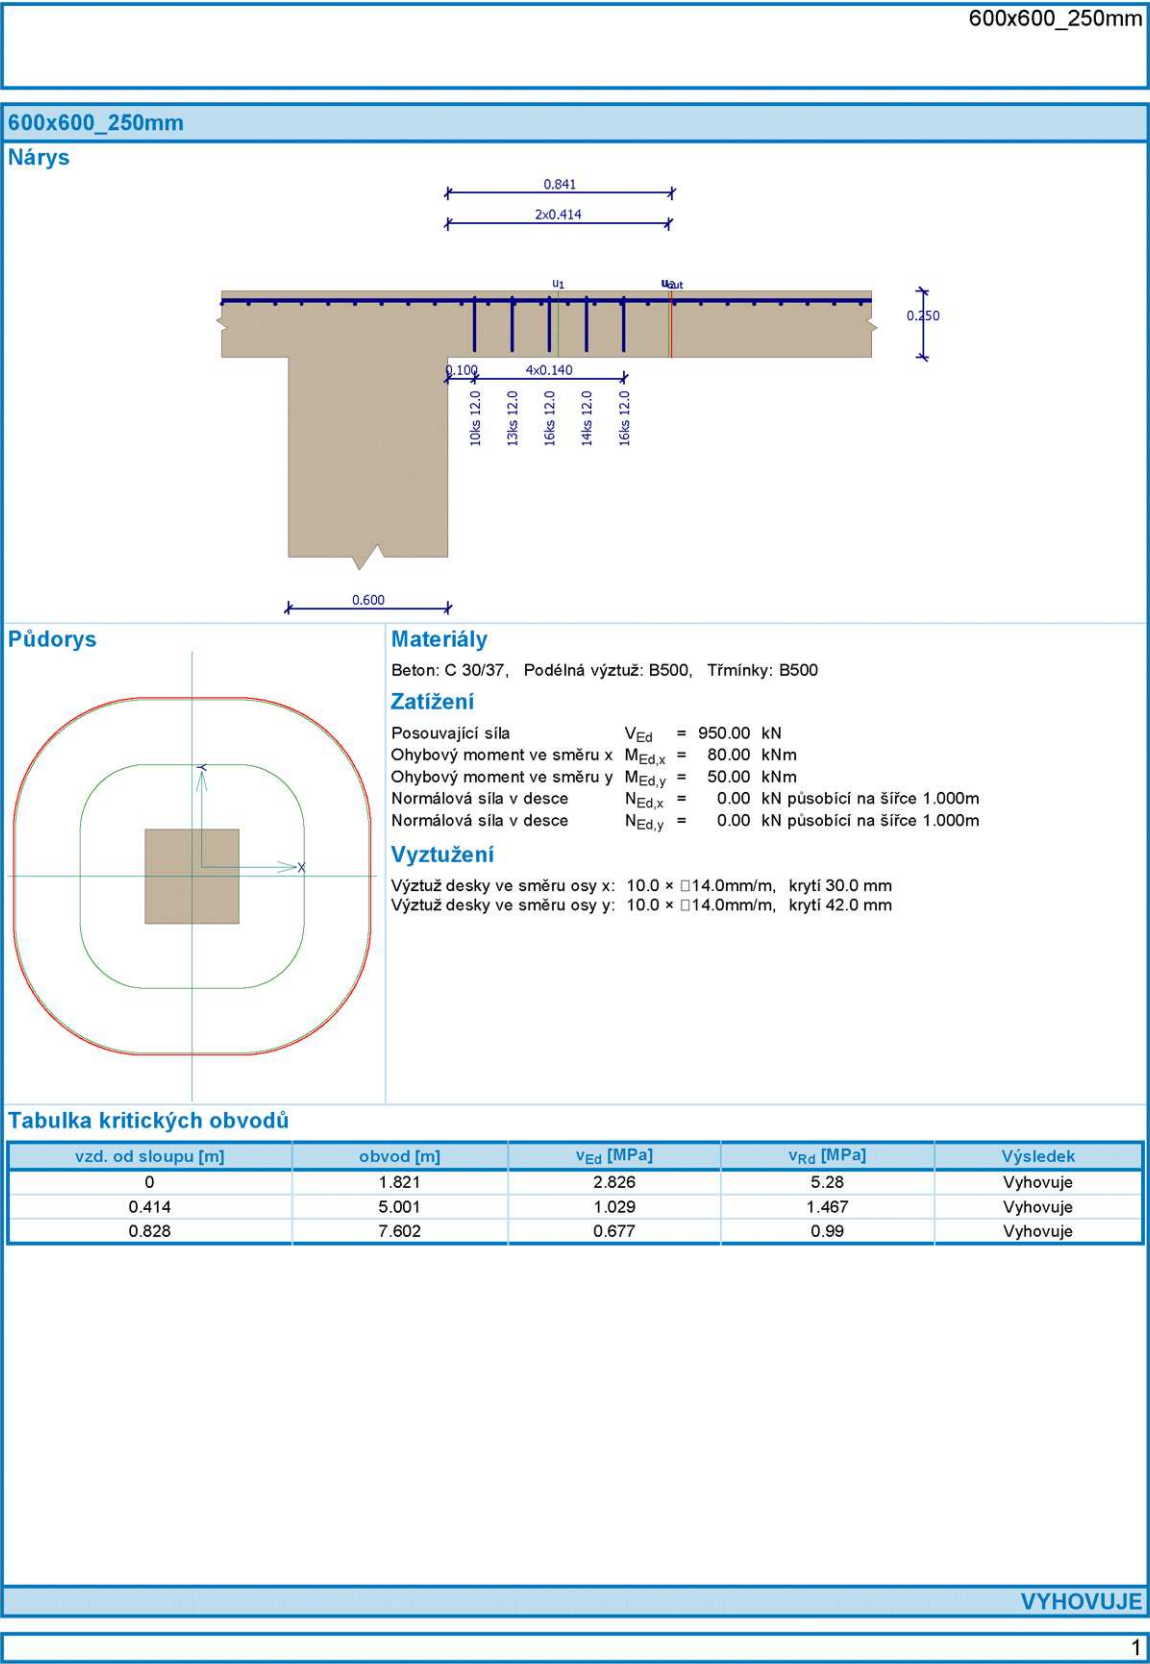 600x600_250mm
600x600_250mm
Nárys
0.841
2x0.414
u1
0.250
0.100 4x0.140
10ks 12.0
13ks 12.0
16ks 12.0
14ks 12.0
16ks 12.0
0.600
Půdorys
Y
X
Materiály
Beton: C 30/37, Podélná výztuž: B500, Třmínky: B500
Zatížení
Posouvající síla VEd = 950.00 kN
Ohybový moment ve směru x MEd,x = 80.00 kNm
Ohybový moment ve směru y MEd,y = 50.00 kNm
Normálová síla v desce NEd,x = 0.00 kN působící na šířce 1.000m
Normálová síla v desce NEd,y = 0.00 kN působící na šířce 1.000m
Vyztužení
Výztuž desky ve směru osy x: 10.0 × □14.0mm/m, krytí 30.0 mm
Výztuž desky ve směru osy y: 10.0 × □14.0mm/m, krytí 42.0 mm
Tabulka kritických obvodů
vzd. od sloupu [m] obvod [m] vEd [MPa] vRd [MPa] Výsledek
0 1.821 2.826 5.28 Vyhovuje
0.414 5.001 1.029 1.467 Vyhovuje
0.828 7.602 0.677 0.99 Vyhovuje
VYHOVUJE
1